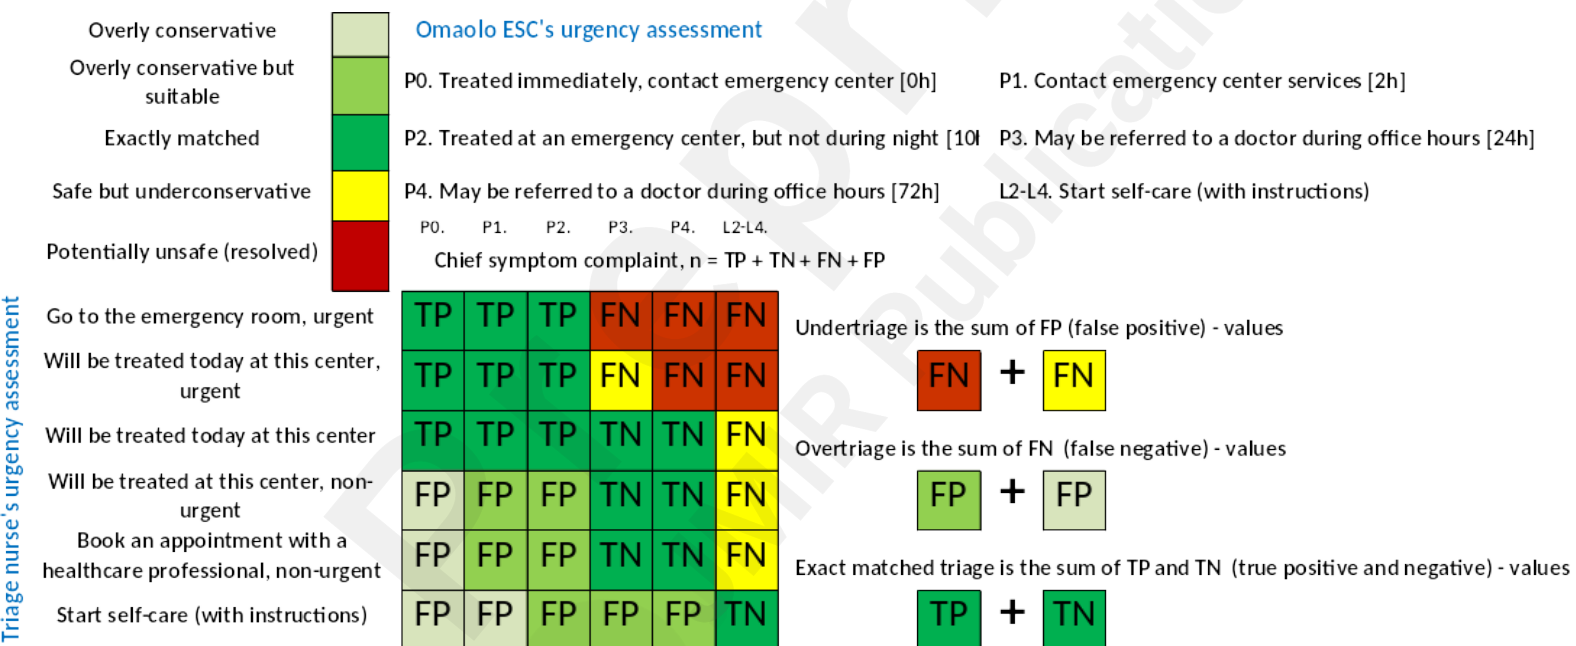 Overly conservative
Omaolo ESC's urgency assessment
Overly conservative but
suitable
P0. Treated immediately, contact emergency center [0h]
P1. Contact emergency center services [2h]
Exactly matched
P2. Treated at an emergency center, but not during night [10h
P3. May be referred to a doctor during office hours [24h]
Safe but underconservative
P4. May be referred to a doctor during office hours [72h]
L2-L4. Start self-care (with instructions)
P0. P1. P2. P3. P4. L2-L4.
Potentially unsafe (resolved)
Chief symptom complaint, n = TP + TN + FN + FP
Triage nurse's urgency assessment
Go to the emergency room, urgent
TP TP TP FN FN FN
Will be treated today at this center,
urgent
TP TP TP FN FN FN
Will be treated today at this center
TP TP TP TN TN FN
Will be treated at this center, non-
urgent
FP FP FP TN TN FN
Book an appointment with a
healthcare professional, non-urgent
FP FP FP TN TN FN
Start self-care (with instructions)
FP FP FP FP FP TN
Undertriage is the sum of FP (false positive) - values
FN + FN
Overtriage is the sum of FN (false negative) - values
FP + FP
Exact matched triage is the sum of TP and TN (true positive and negative) - values
TP + TN